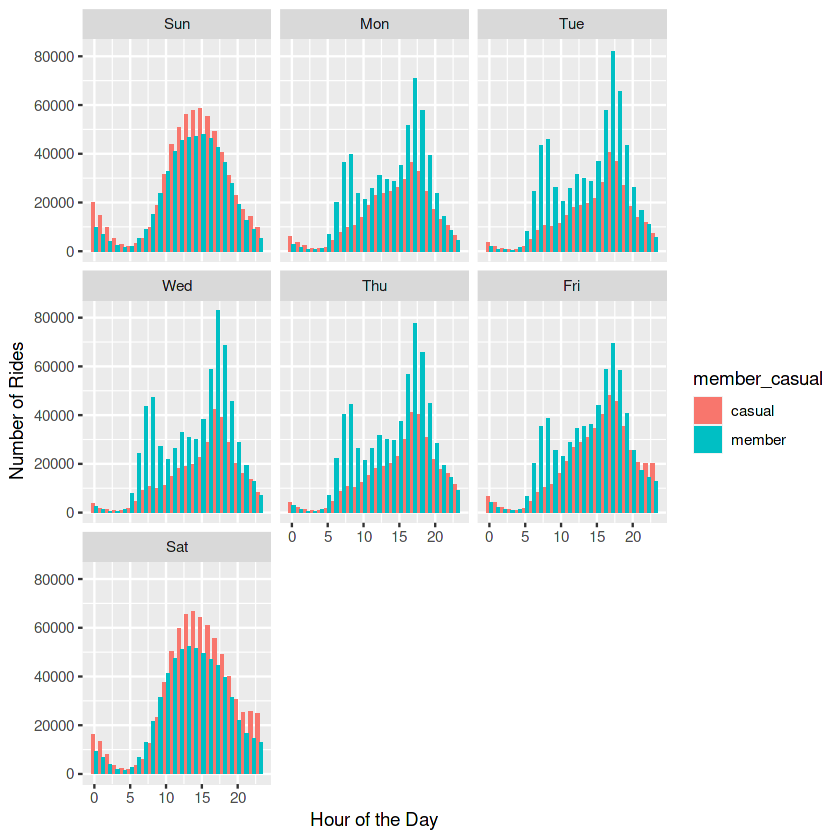 Sun Mon Tue
80000
60000
40000
20000
0
Wed Thu Fri
80000
60000
40000
20000
0
0 5 10 15 20 0 5 10 15 20
Sat
80000
60000
40000
20000
0
0 5 10 15 20
Number of Rides
Hour of the Day
member_casual
casual
member